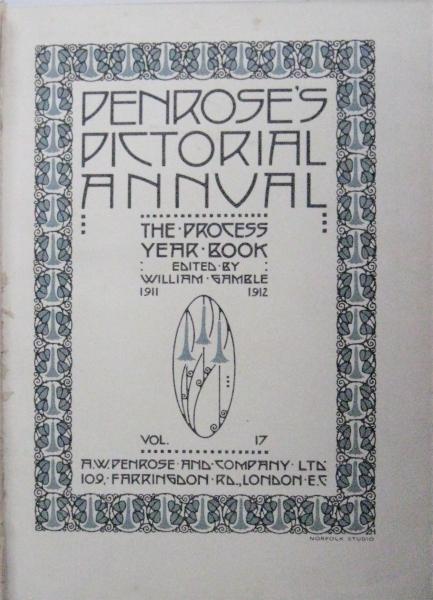 PENROSE'S
PICTORIAL
ANNVAL
THE·PROCESS
YEAR·BOOK
EDITED·BY
WILLIAM·GAMBLE
1911 1912
VOL. 17
A.W.PENROSE·AND·COMPANY·LTD
109,·FARRINGDON·RD.,LONDON·E.C
NORFOLK STUDIO